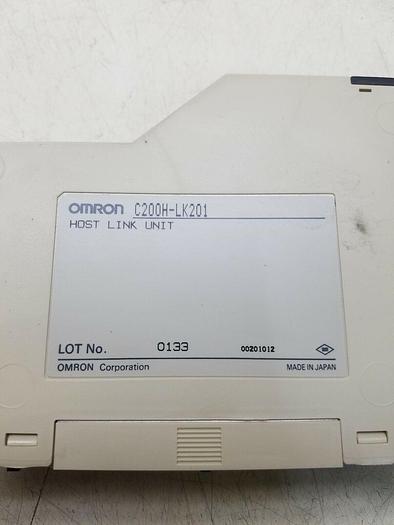 OMRON C200H-LK201
HOST LINK UNIT
LOT No. 0133 00201012
OMRON Corporation MADE IN JAPAN